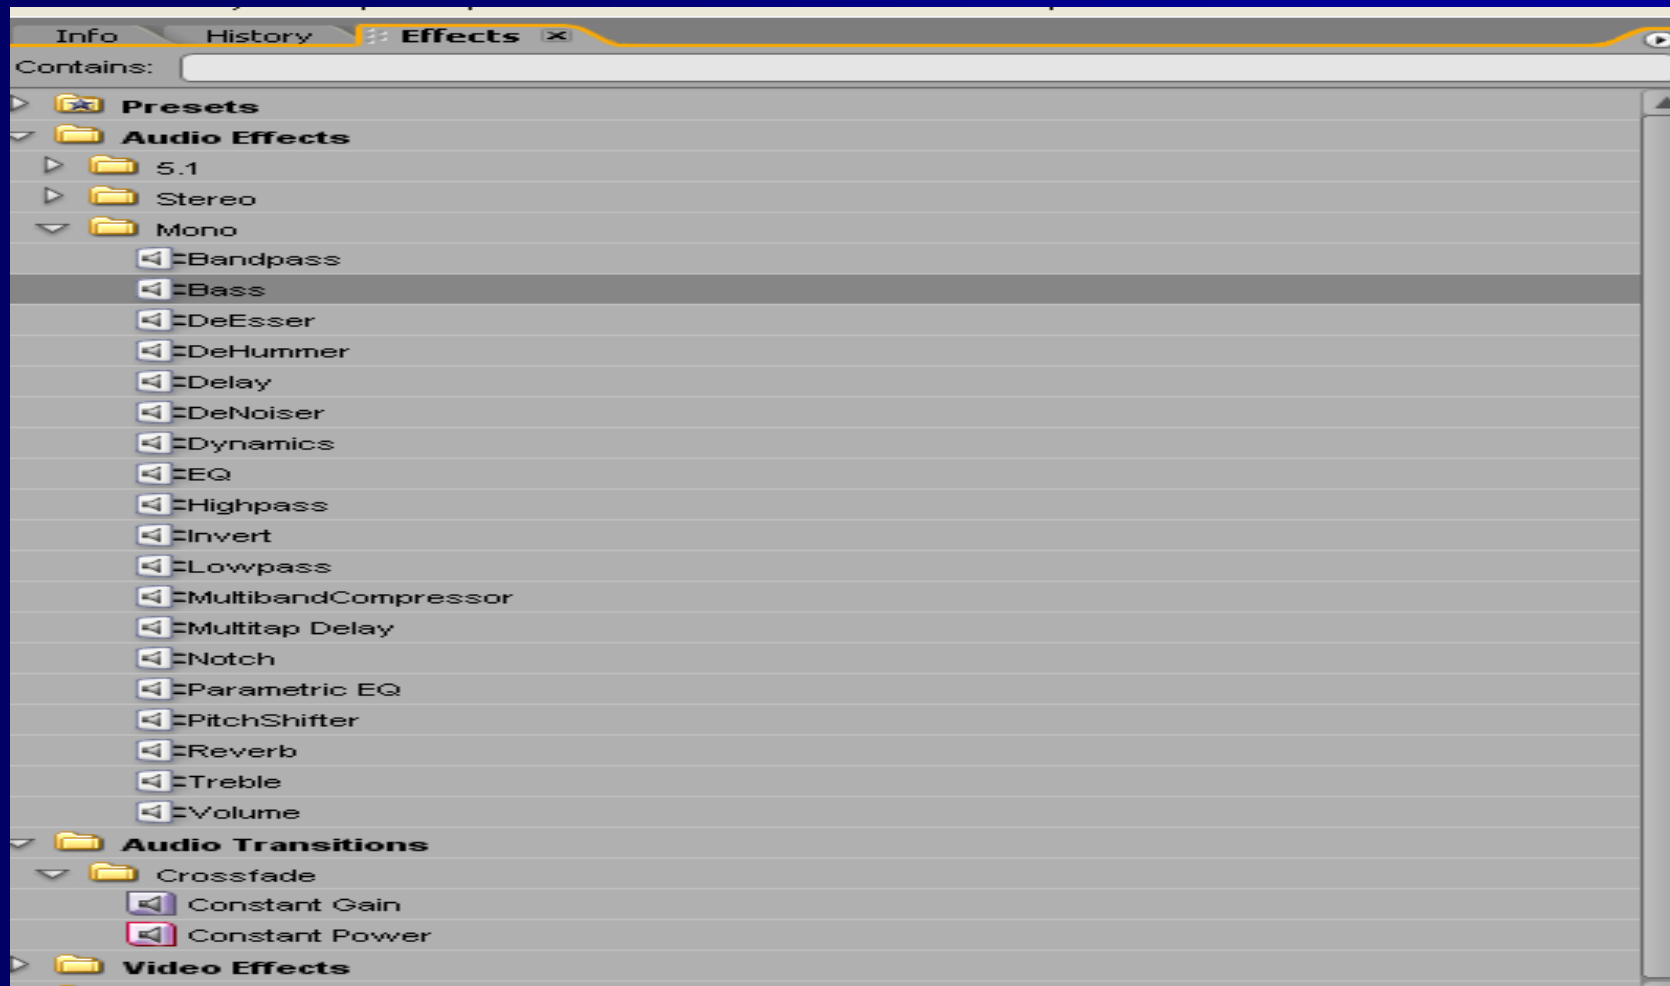 Info History Effects
Contains:
Presets
Audio Effects
5.1
Stereo
Mono
Bandpass
Bass
DeEsser
DeHummer
Delay
DeNoiser
Dynamics
EQ
Highpass
Invert
Lowpass
MultibandCompressor
Multitap Delay
Notch
Parametric EQ
PitchShifter
Reverb
Treble
Volume
Audio Transitions
Crossfade
Constant Gain
Constant Power
Video Effects